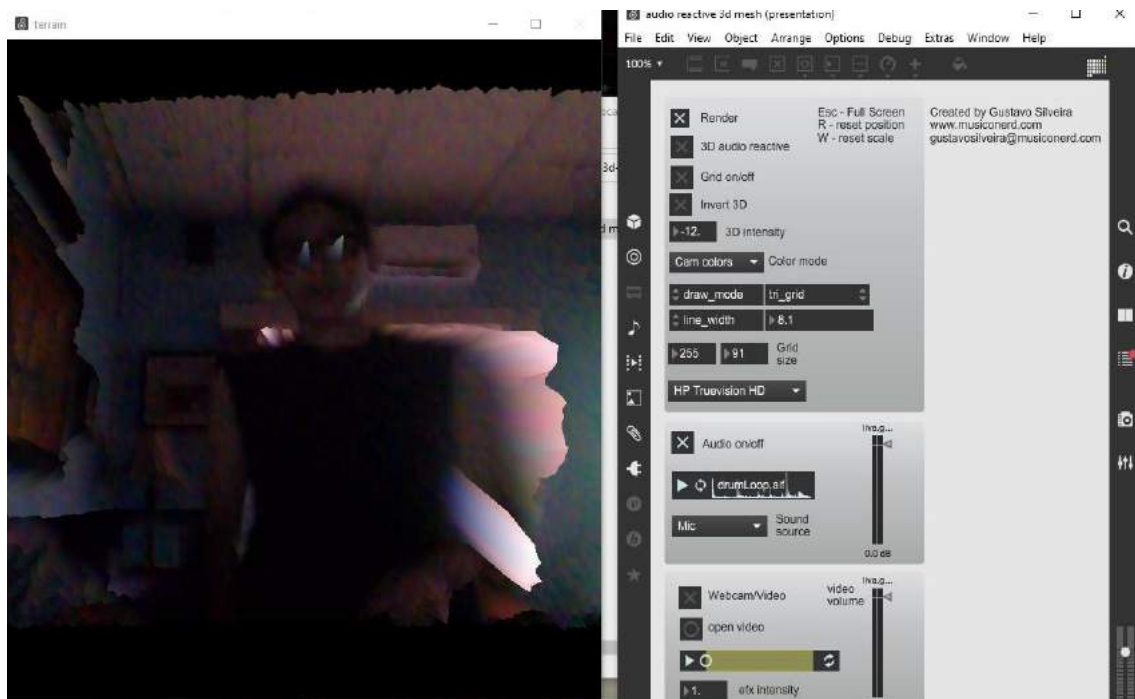 terrain
audio reactive 3d mesh (presentation)
File Edit View Object Arrange Options Debug Extras Window Help
100%
Render
3D audio reactive
Grid on/off
Invert 3D
-12. 3D intensity
Cam colors Color mode
draw_mode tri_grid
line_width 8.1
255 91 Grid size
HP Truevision HD
Esc - Full Screen
R - reset position
W - reset scale
Created by Gustavo Silveira
www.musiconerd.com
gustavosilveira@musiconerd.com
Audio on/off
drumLoop.aif
Mic Sound source
live.g...
0.0 dB
Webcam/Video
open video
video volume
live.g...
1. efx intensity
3d-